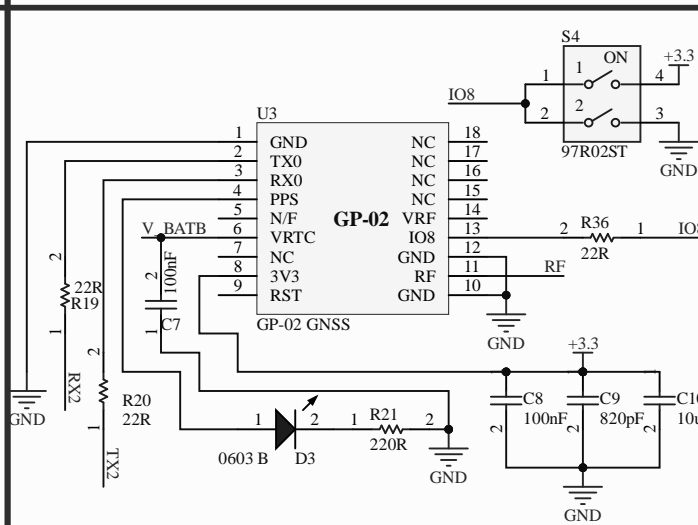 S4
ON
+3.3
1
1
4
2
2
3
97R02ST
GND
IO8
U3
1 GND NC 18
2 TX0 NC 17
3 RX0 NC 16
4 PPS NC 15
5 N/F VRF 14
6 VRTC IO8 13
7 NC GND 12
8 3V3 RF 11
9 RST GND 10
GP-02
GP-02 GNSS
V_BATB
2 R36 1
22R
RF
GND
2
100nF
1 C7
2
22R
R19
1
RX2
GND
2
R20
22R
1
TX2
1 2
0603 B D3
1 R21 2
220R
GND
+3.3
C8
100nF
2
C9
820pF
2
2
GND